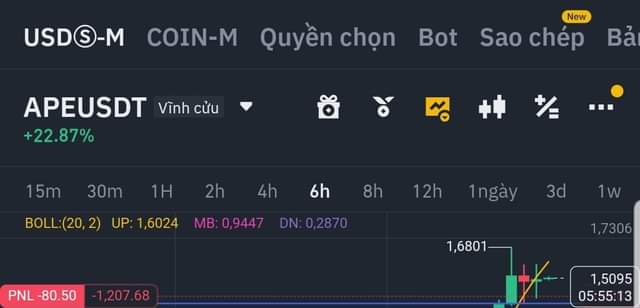 USDⓈ-M COIN-M Quyền chọn Bot Sao chép New Bản
APEUSDT Vĩnh cửu
+22.87%
15m 30m 1H 2h 4h 6h 8h 12h 1ngày 3d 1w
BOLL:(20, 2) UP: 1,6024 MB: 0,9447 DN: 0,2870
1,7306
1,6801
1,5095
PNL -80.50 -1,207.68 05:55:13